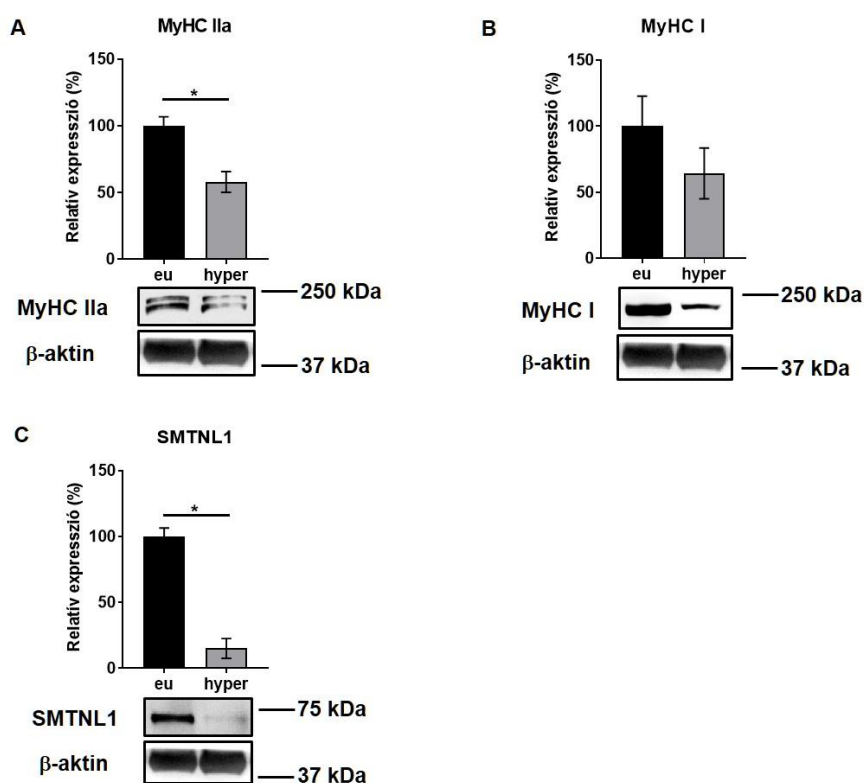 A
MyHC IIa
Relatív expresszió (%)
150
100
50
0
*
eu hyper
MyHC IIa
250 kDa
β-aktin
37 kDa
B
MyHC I
Relatív expresszió (%)
150
100
50
0
eu hyper
MyHC I
250 kDa
β-aktin
37 kDa
C
SMTNL1
Relatív expresszió (%)
150
100
50
0
*
eu hyper
SMTNL1
75 kDa
β-aktin
37 kDa